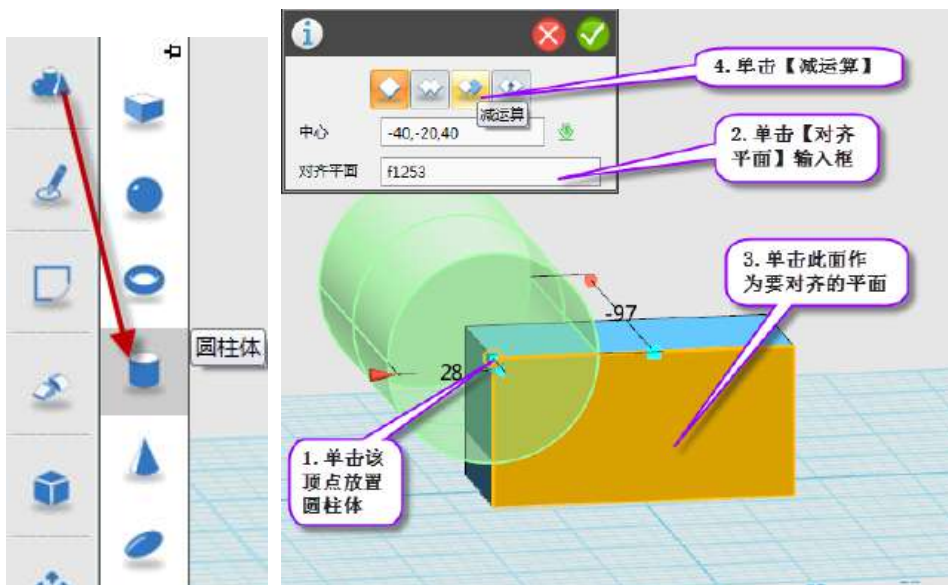 圆柱体
减运算
中心
-40,-20,40
对齐平面
f1253
4.单击【减运算】
2.单击【对齐
平面】输入框
3.单击此面作
为要对齐的平面
-97
28
1.单击该
顶点放置
圆柱体